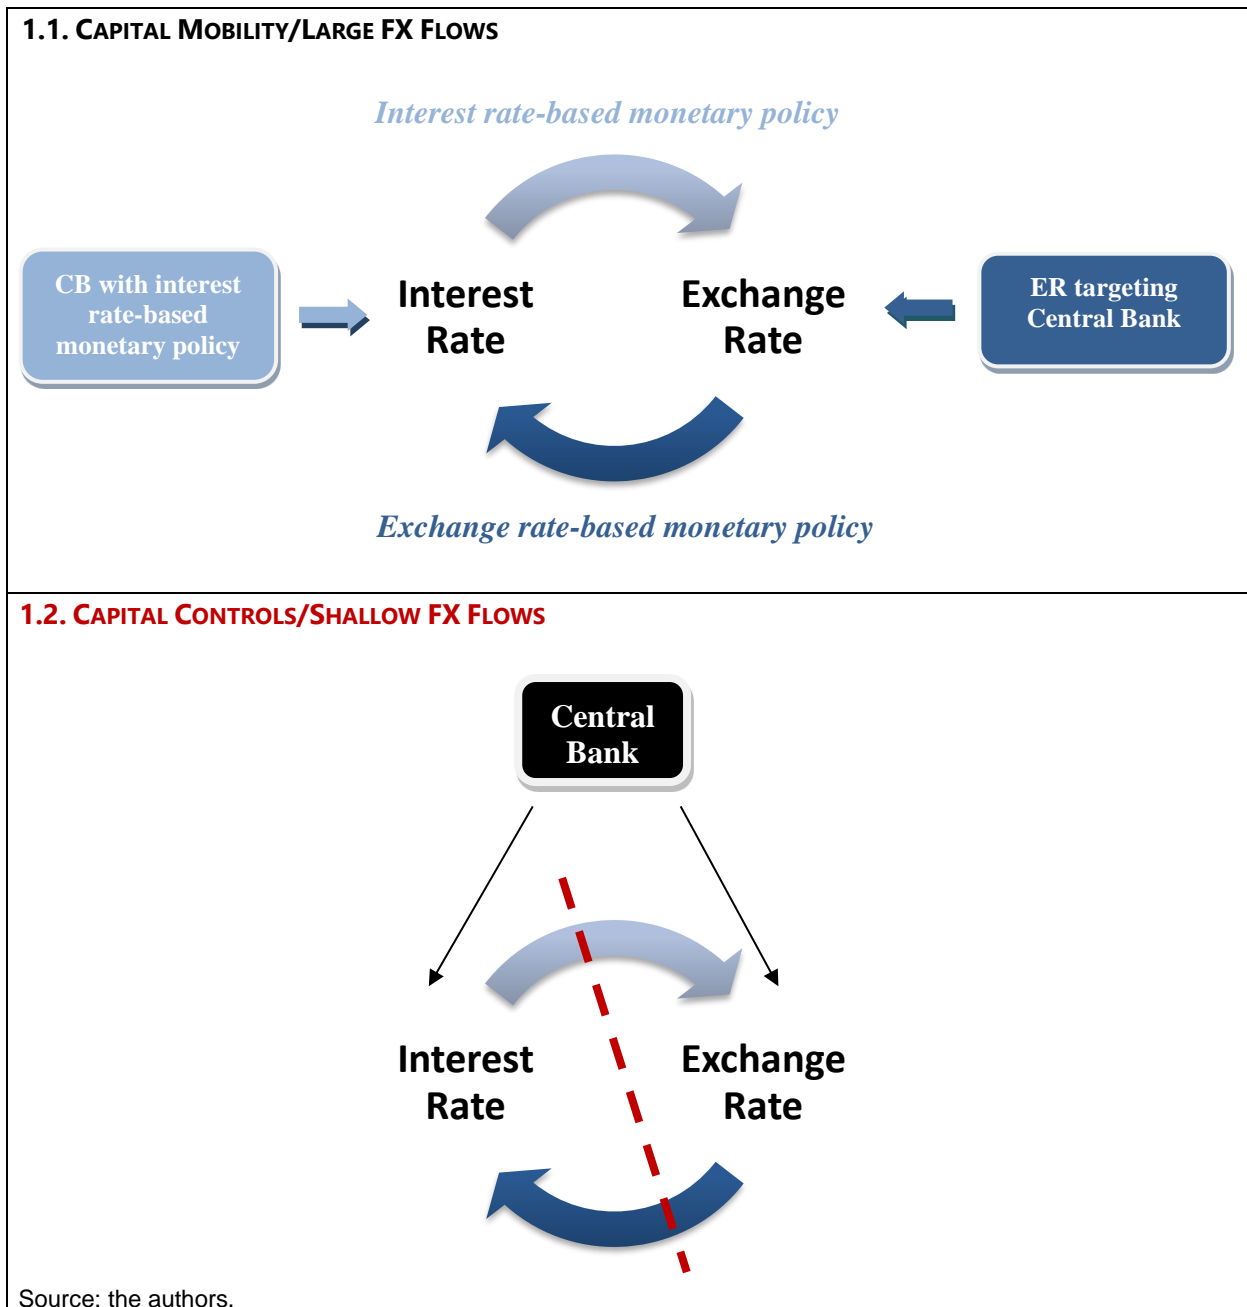 1.1. CAPITAL MOBILITY/LARGE FX FLOWS
Interest rate-based monetary policy
CB with interest
rate-based
monetary policy
Interest
Rate
Exchange
Rate
ER targeting
Central Bank
Exchange rate-based monetary policy
1.2. CAPITAL CONTROLS/SHALLOW FX FLOWS
Central
Bank
Interest
Rate
Exchange
Rate
Source: the authors.